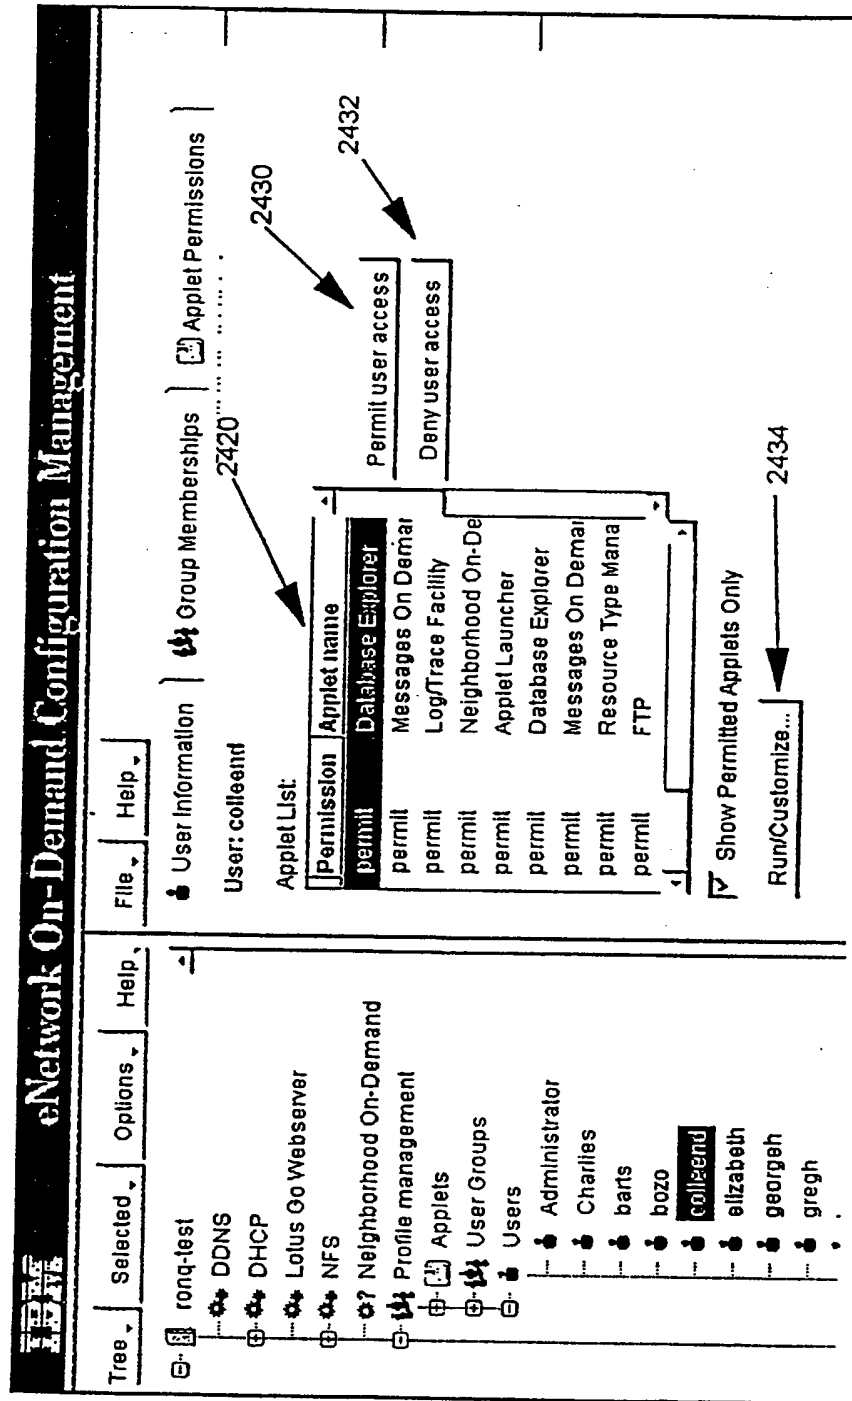 IBM eNetwork On-Demand Configuration Management
Tree Selected Options Help
ronq-test
DDNS
DHCP
Lotus Go Webserver
NFS
Neighborhood On-Demand
Profile management
Applets
User Groups
Users
Administrator
Charlies
barts
bozo
colleend
elizabeth
georgeh
gregh
File Help
User Information Group Memberships Applet Permissions
User: colleend
Applet List:
2420
Permission Applet name
permit Database Explorer
permit Messages On Demar
permit Log/Trace Facility
permit Neighborhood On-De
permit Applet Launcher
permit Database Explorer
permit Messages On Demar
permit Resource Type Mana
permit FTP
Permit user access
2430
Deny user access
2432
Show Permitted Applets Only
Run/Customize...
2434